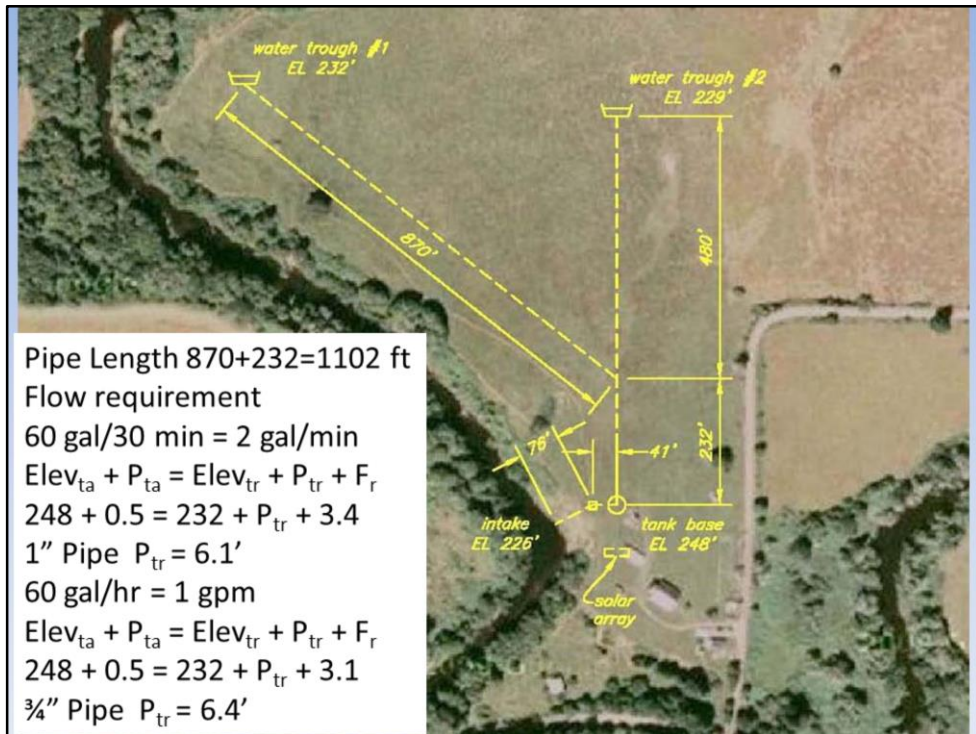 water trough #1
EL 232'
water trough #2
EL 229'
870'
480'
76'
41'
232'
intake
EL 226'
tank base
EL 248'
solar
array
Pipe Length 870+232=1102 ft
Flow requirement
60 gal/30 min = 2 gal/min
Elevta + Pta = Elevtr + Ptr + Fr
248 + 0.5 = 232 + Ptr + 3.4
1” Pipe Ptr = 6.1’
60 gal/hr = 1 gpm
Elevta + Pta = Elevtr + Ptr + Fr
248 + 0.5 = 232 + Ptr + 3.1
¾” Pipe Ptr = 6.4’